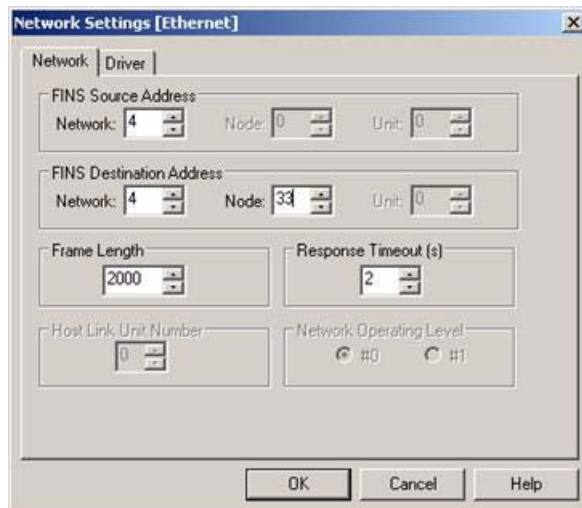 Network Settings [Ethernet]
Network Driver
FINS Source Address
Network: 4 Node: 0 Unit: 0
FINS Destination Address
Network: 4 Node: 33 Unit: 0
Frame Length Response Timeout (s)
2000 2
Host Link Unit Number Network Operating Level
0 #0 #1
OK Cancel Help